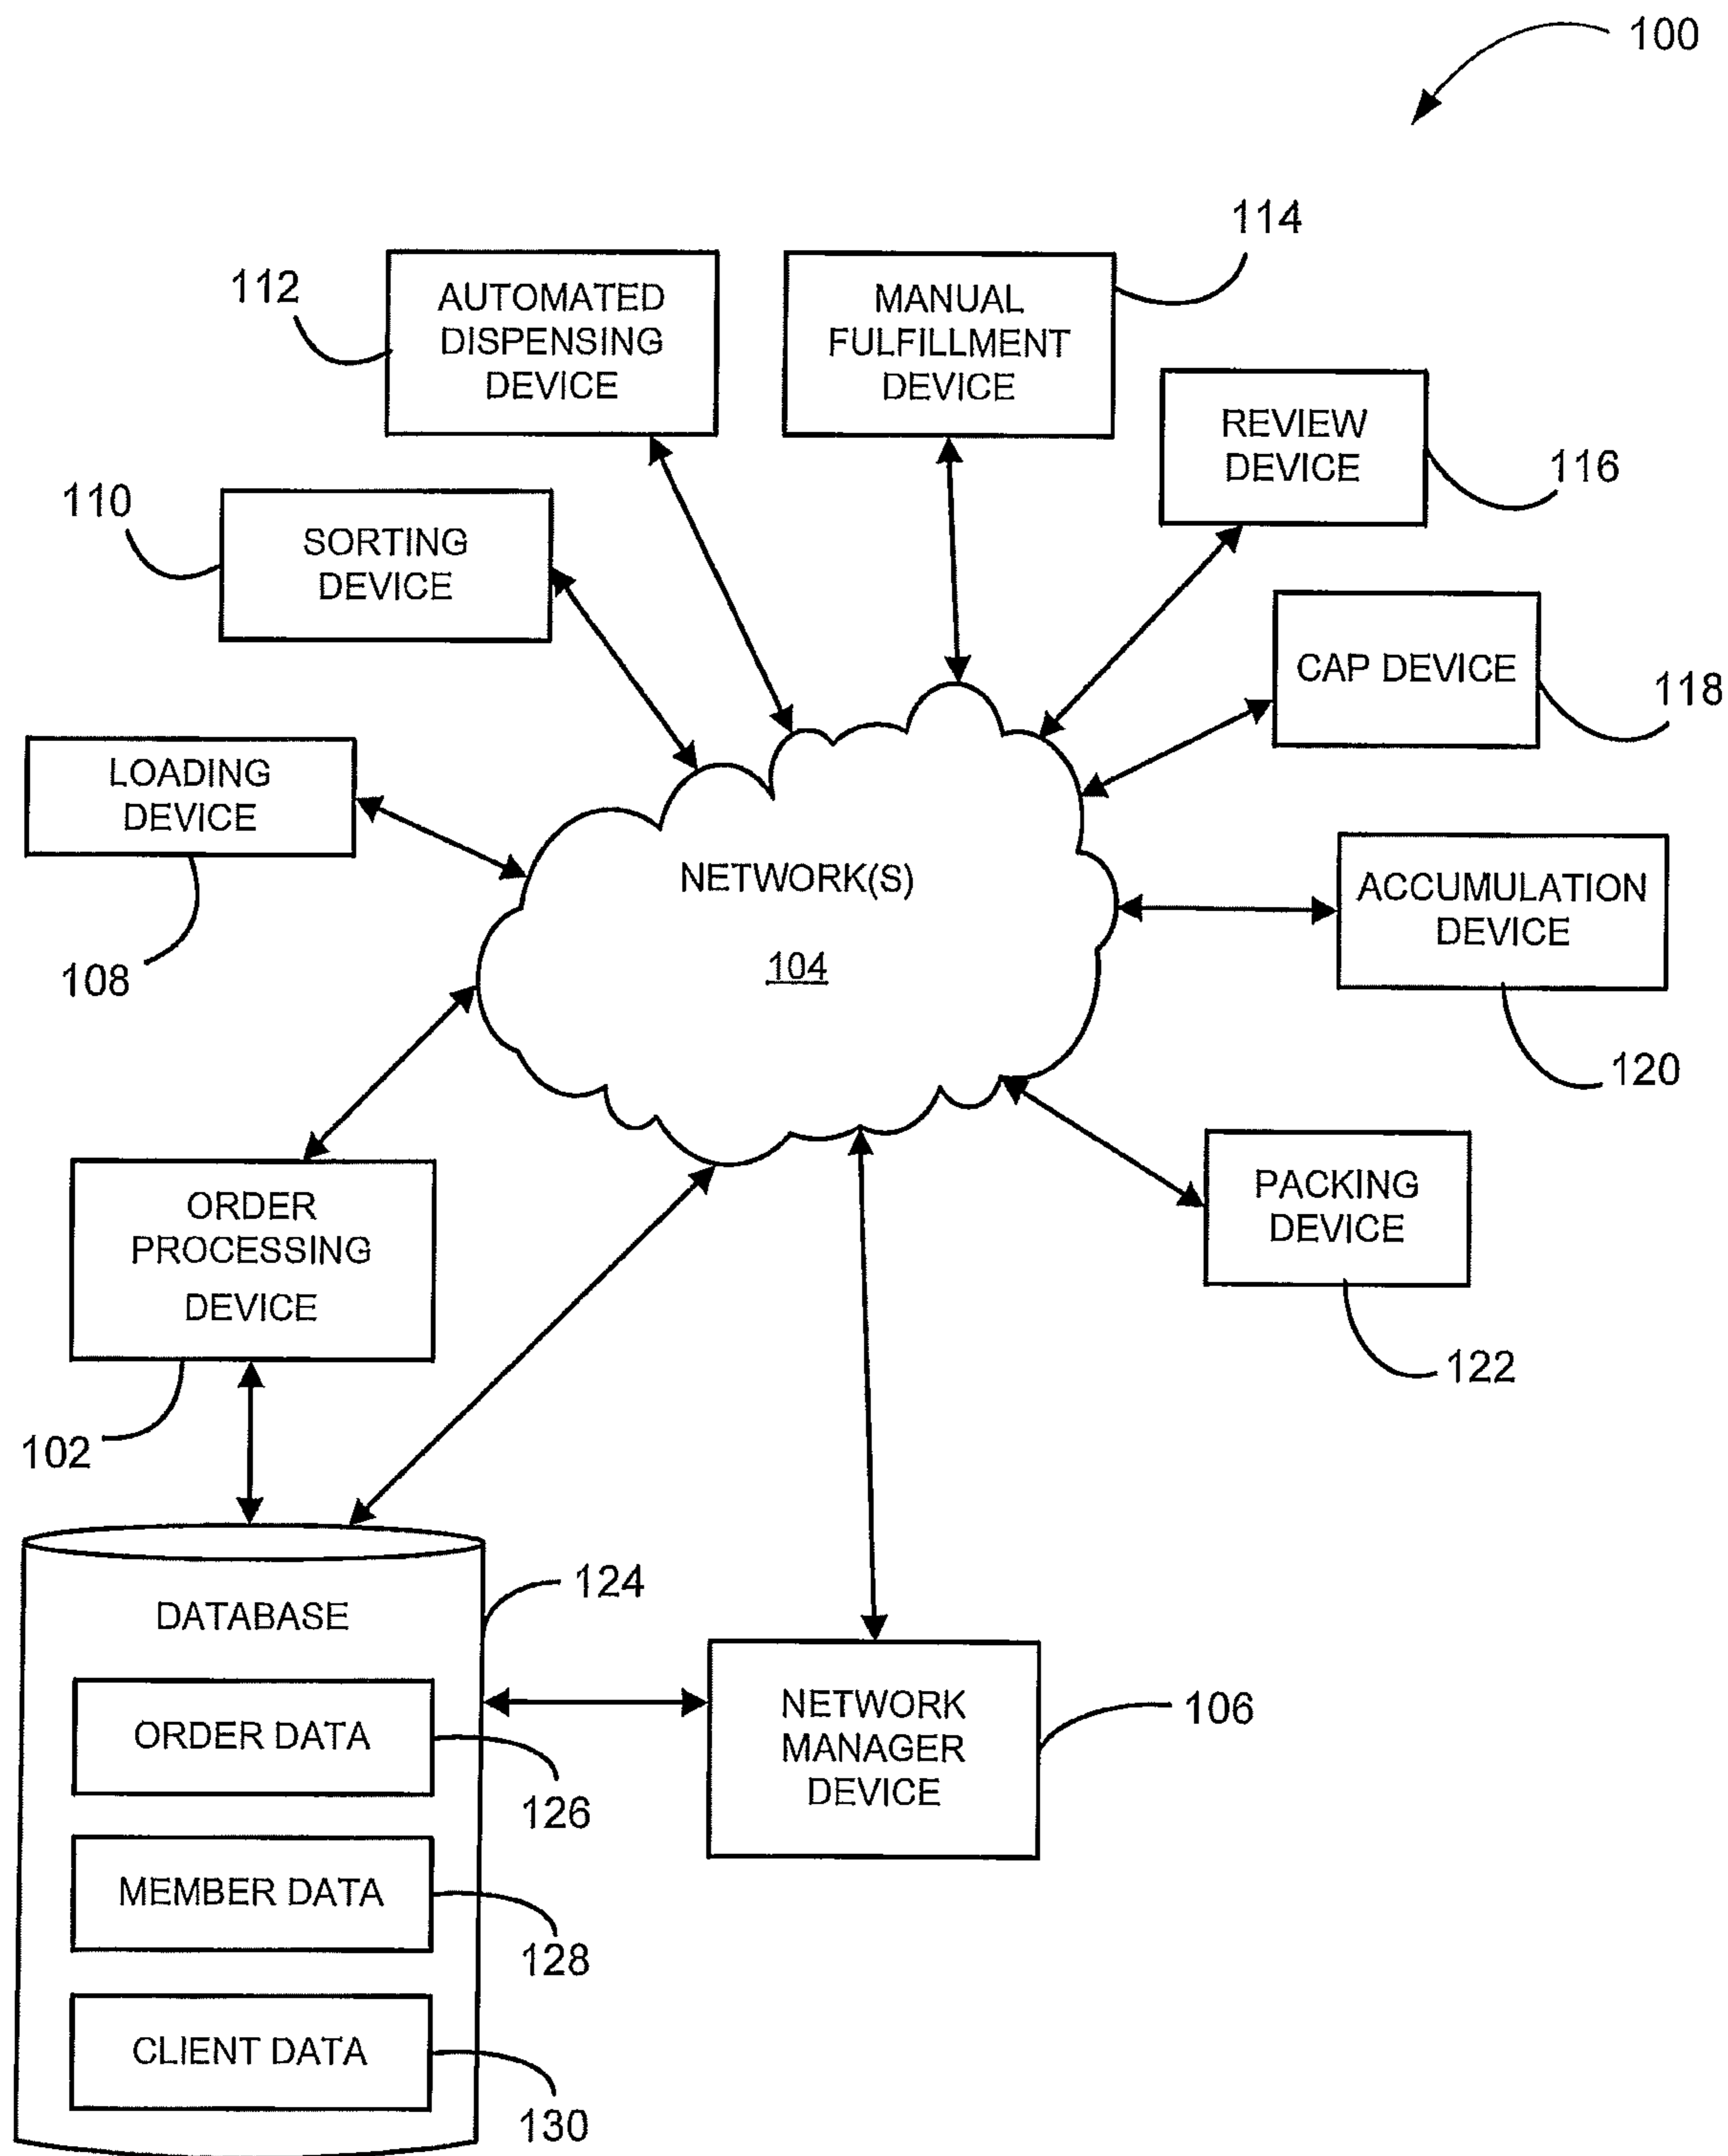 100
114
112
AUTOMATED
DISPENSING
DEVICE
MANUAL
FULFILLMENT
DEVICE
REVIEW
DEVICE
116
110
SORTING
DEVICE
CAP DEVICE
118
LOADING
DEVICE
108
NETWORK(S)
104
ACCUMULATION
DEVICE
120
ORDER
PROCESSING
DEVICE
102
PACKING
DEVICE
122
DATABASE
124
ORDER DATA
126
MEMBER DATA
128
CLIENT DATA
130
NETWORK
MANAGER
DEVICE
106